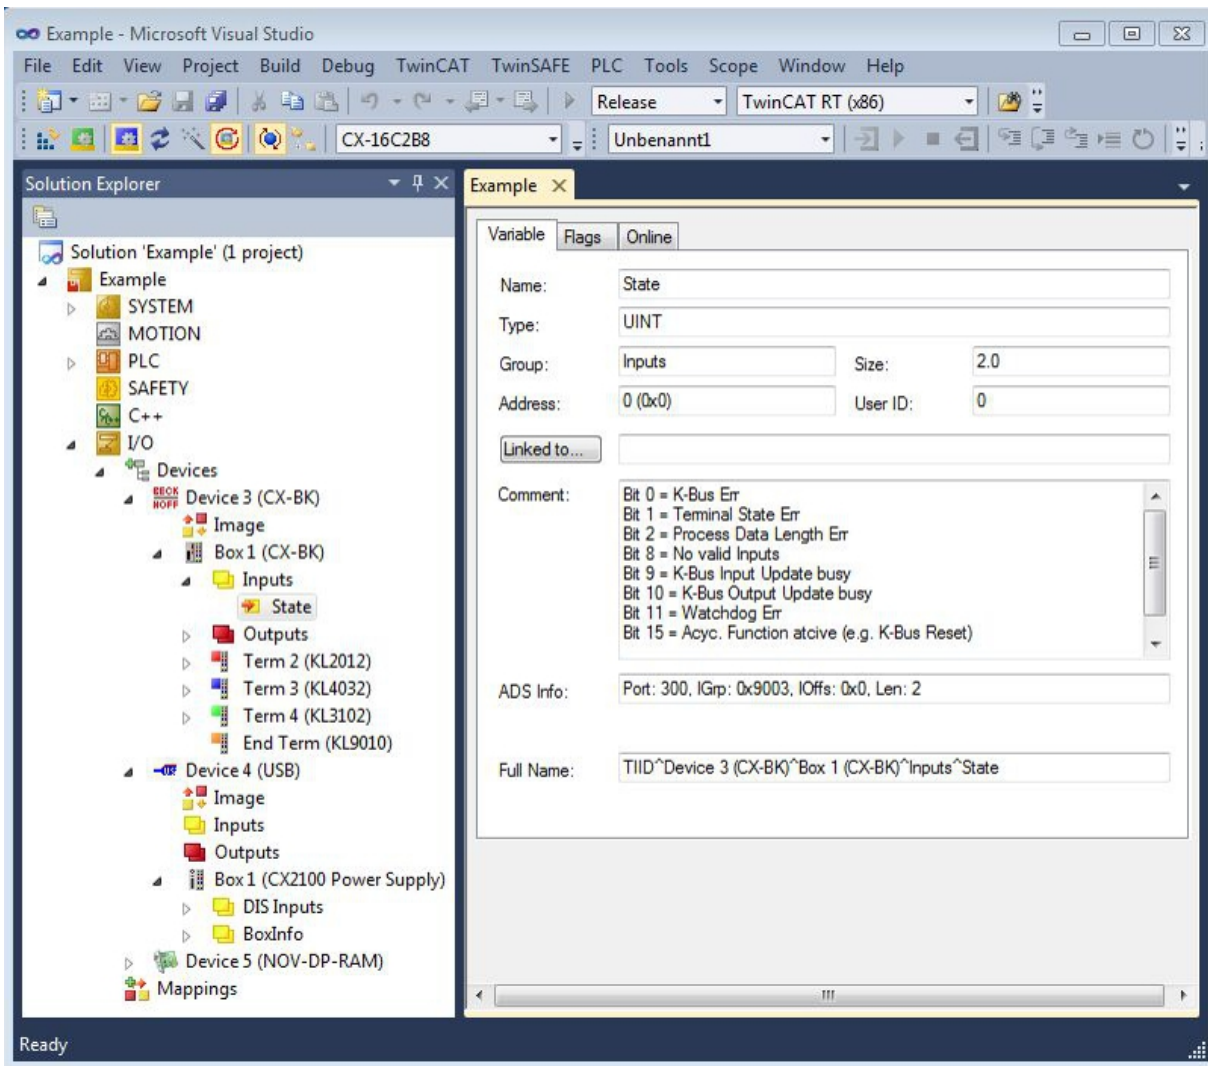 Example - Microsoft Visual Studio
File Edit View Project Build Debug TwinCAT TwinSAFE PLC Tools Scope Window Help
Release TwinCAT RT (x86)
CX-16C2B8 Unbenannt1
Solution Explorer
Example
Solution 'Example' (1 project)
Example
SYSTEM
MOTION
PLC
SAFETY
C++
I/O
Devices
BECK
HOFF
Device 3 (CX-BK)
Image
Box 1 (CX-BK)
Inputs
State
Outputs
Term 2 (KL2012)
Term 3 (KL4032)
Term 4 (KL3102)
End Term (KL9010)
Device 4 (USB)
Image
Inputs
Outputs
Box 1 (CX2100 Power Supply)
DIS Inputs
BoxInfo
Device 5 (NOV-DP-RAM)
Mappings
Variable Flags Online
Name: State
Type: UINT
Group: Inputs Size: 2.0
Address: 0 (0x0) User ID: 0
Linked to...
Comment: Bit 0 = K-Bus Err
Bit 1 = Terminal State Err
Bit 2 = Process Data Length Err
Bit 8 = No valid Inputs
Bit 9 = K-Bus Input Update busy
Bit 10 = K-Bus Output Update busy
Bit 11 = Watchdog Err
Bit 15 = Acyc. Function atcive (e.g. K-Bus Reset)
ADS Info: Port: 300, IGrp: 0x9003, IOffs: 0x0, Len: 2
Full Name: TIID^Device 3 (CX-BK)^Box 1 (CX-BK)^Inputs^State
Ready